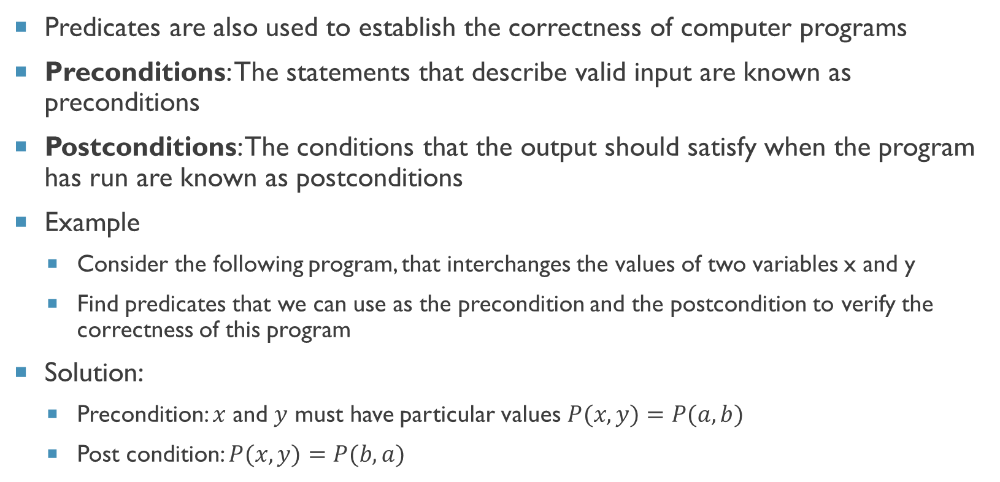 Predicates are also used to establish the correctness of computer programs
Preconditions: The statements that describe valid input are known as
preconditions
Postconditions: The conditions that the output should satisfy when the program
has run are known as postconditions
Example
Consider the following program, that interchanges the values of two variables x and y
Find predicates that we can use as the precondition and the postcondition to verify the
correctness of this program
Solution:
Precondition: x and y must have particular values P(x, y) = P(a, b)
Post condition: P(x, y) = P(b, a)